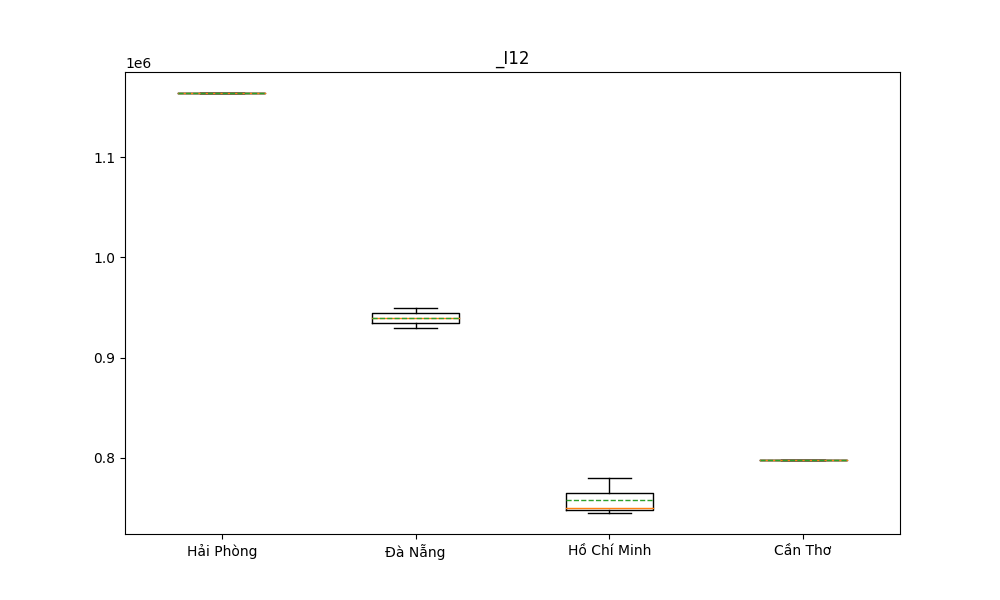 _I12
1e6
1.1
1.0
0.9
0.8
Hải Phòng
Đà Nẵng
Hồ Chí Minh
Cần Thơ